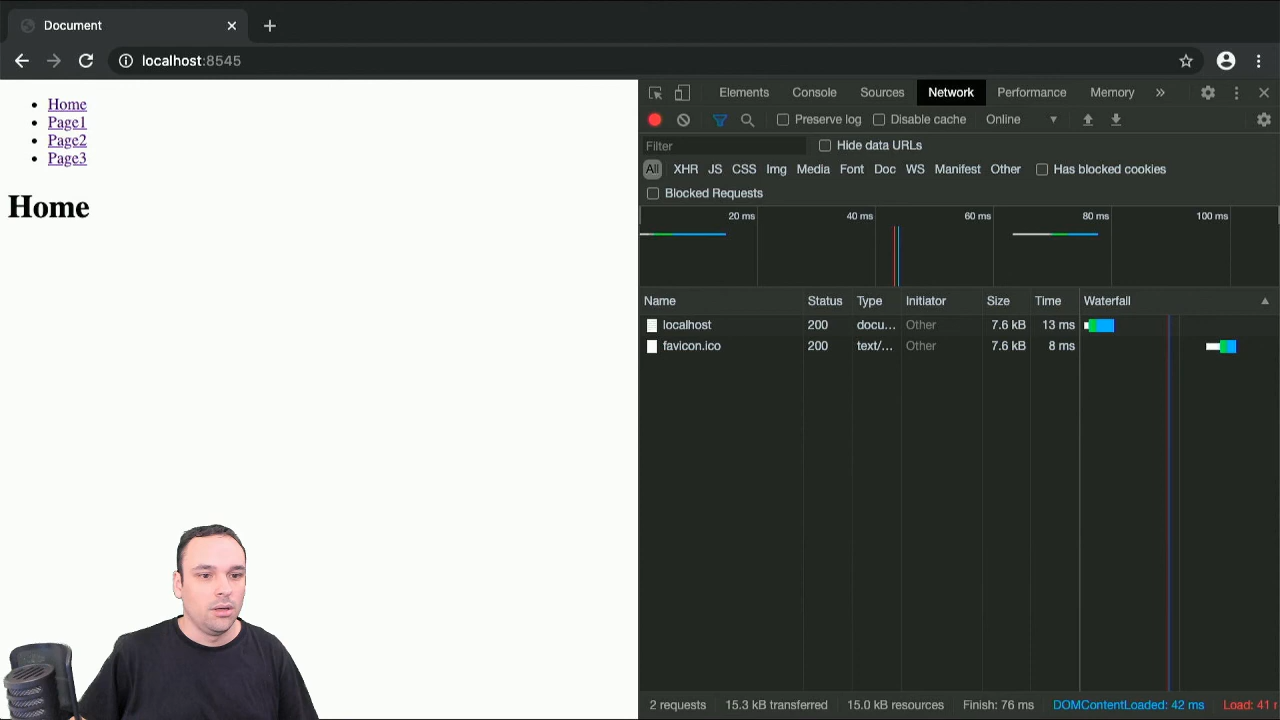 Document
localhost:8545
Home
Page1
Page2
Page3
Home
Elements Console Sources Network Performance Memory »
Preserve log Disable cache Online
Filter Hide data URLs
All XHR JS CSS Img Media Font Doc WS Manifest Other Has blocked cookies
Blocked Requests
20 ms 40 ms 60 ms 80 ms 100 ms
Name Status Type Initiator Size Time Waterfall
localhost 200 docu... Other 7.6 kB 13 ms
favicon.ico 200 text/... Other 7.6 kB 8 ms
2 requests 15.3 kB transferred 15.0 kB resources Finish: 76 ms DOMContentLoaded: 42 ms Load: 41 r